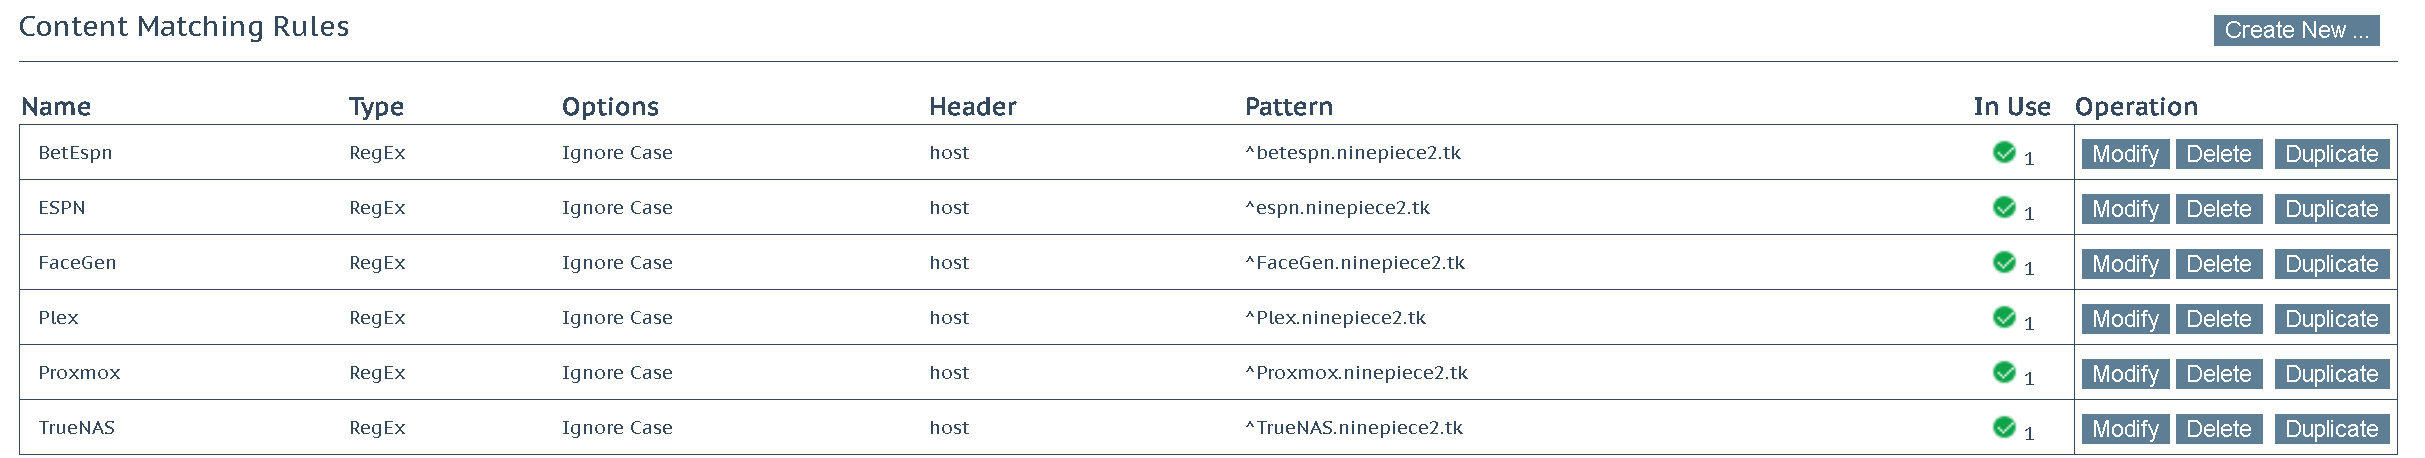 Content Matching Rules Create New ...
Name Type Options Header Pattern In Use Operation
BetEspn RegEx Ignore Case host ^betespn.ninepiece2.tk 1 Modify Delete Duplicate
ESPN RegEx Ignore Case host ^espn.ninepiece2.tk 1 Modify Delete Duplicate
FaceGen RegEx Ignore Case host ^FaceGen.ninepiece2.tk 1 Modify Delete Duplicate
Plex RegEx Ignore Case host ^Plex.ninepiece2.tk 1 Modify Delete Duplicate
Proxmox RegEx Ignore Case host ^Proxmox.ninepiece2.tk 1 Modify Delete Duplicate
TrueNAS RegEx Ignore Case host ^TrueNAS.ninepiece2.tk 1 Modify Delete Duplicate